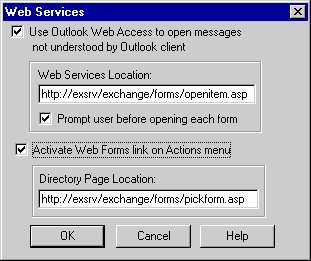 Web Services
Use Outlook Web Access to open messages
not understood by Outlook client
Web Services Location:
http://exsrv/exchange/forms/openitem.asp
Prompt user before opening each form
Activate Web Forms link on Actions menu
Directory Page Location:
http://exsrv/exchange/forms/pickform.asp
OK
Cancel
Help